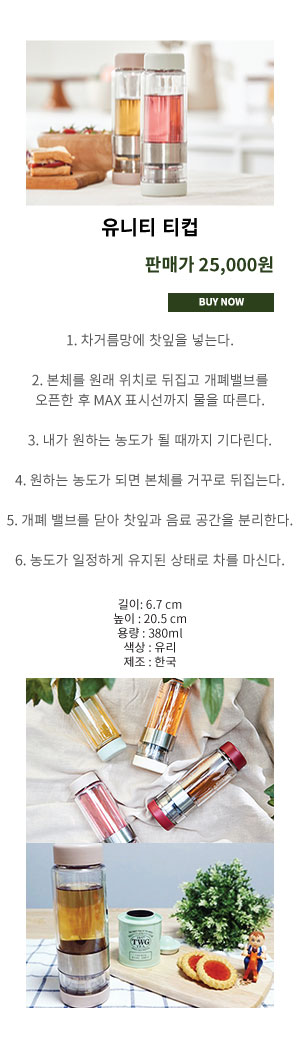 유니티 티컵
판매가 25,000원
BUY NOW
1. 차거름망에 찻잎을 넣는다.
2. 본체를 원래 위치로 뒤집고 개폐밸브를
오픈한 후 MAX 표시선까지 물을 따른다.
3. 내가 원하는 농도가 될 때까지 기다린다.
4. 원하는 농도가 되면 본체를 거꾸로 뒤집는다.
5. 개폐 밸브를 닫아 찻잎과 음료 공간을 분리한다.
6. 농도가 일정하게 유지된 상태로 차를 마신다.
길이: 6.7 cm
높이 : 20.5 cm
용량 : 380ml
색상 : 유리
제조 : 한국
TWG